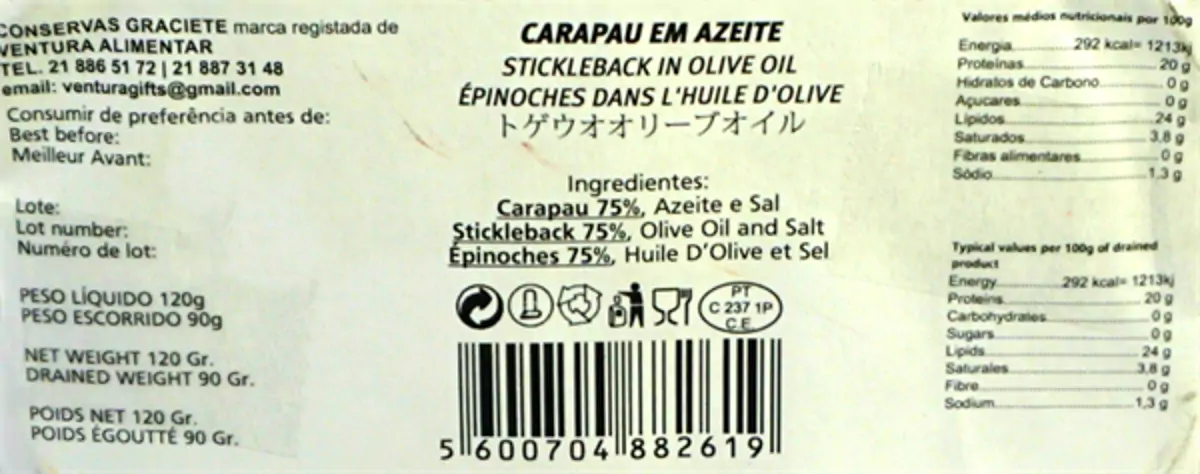 CONSERVAS GRACIETE marca registada de
VENTURA ALIMENTAR
TEL. 21 886 51 72 | 21 887 31 48
email: venturagifts@gmail.com
Consumir de preferência antes de:
Best before:
Meilleur Avant:
Lote:
Lot number:
Numéro de lot:
PESO LÍQUIDO 120g
PESO ESCORRIDO 90g
NET WEIGHT 120 Gr.
DRAINED WEIGHT 90 Gr.
POIDS NET 120 Gr.
POIDS ÉGOUTTÉ 90 Gr.
CARAPAU EM AZEITE
STICKLEBACK IN OLIVE OIL
ÉPINOCHES DANS L'HUILE D'OLIVE
トゲウオオリーブオイル
Ingredientes:
Carapau 75%, Azeite e Sal
Stickleback 75%, Olive Oil and Salt
Épinoches 75%, Huile D'Olive et Sel
PT
C 237 1P
C.E.
5 600704 882619
Valores médios nutricionais por 100g
Energia 292 kcal= 1213kj
Proteinas 20 g
Hidratos de Carbono 0 g
Açucares 0 g
Lipidos 24 g
Saturados 3.8 g
Fibras alimentares 0 g
Sódio 1,3 g
Typical values per 100g of drained
product
Energy 292 kcal= 1213kj
Proteins 20 g
Carbohydrates 0 g
Sugars 0 g
Lipids 24 g
Saturales 3,8 g
Fibre 0 g
Sodium 1,3 g